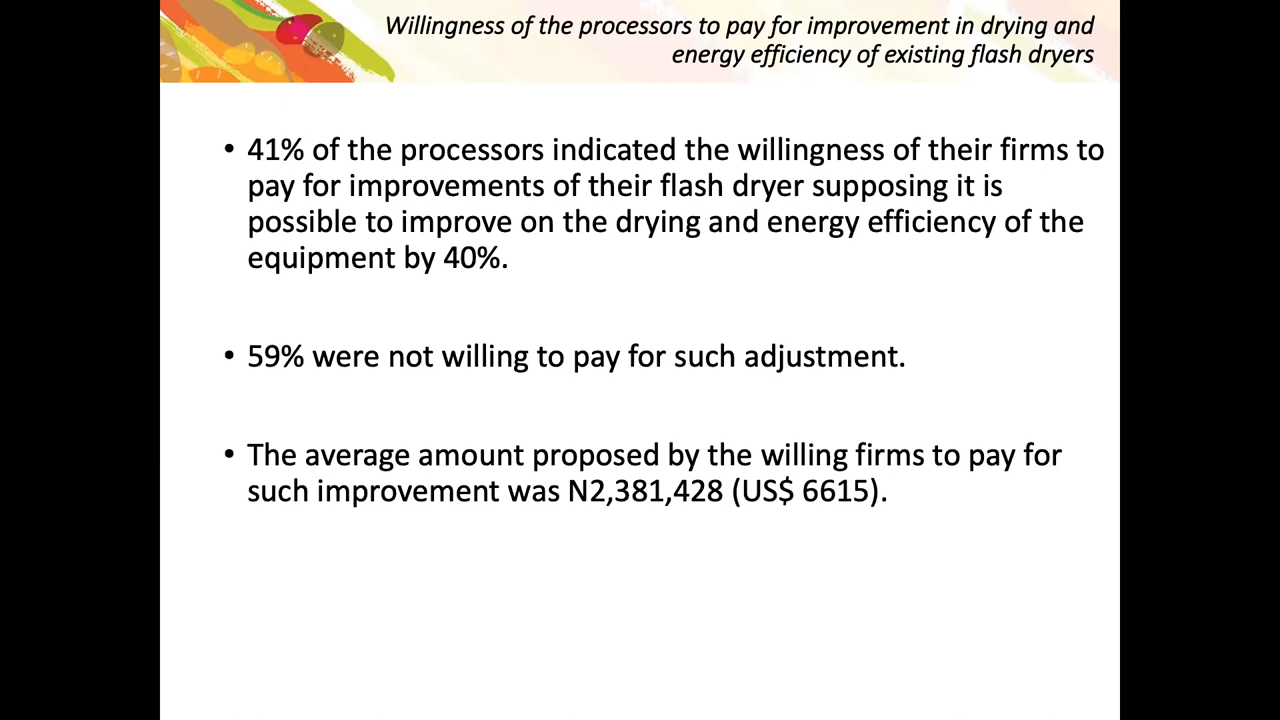 Willingness of the processors to pay for improvement in drying and
energy efficiency of existing flash dryers
• 41% of the processors indicated the willingness of their firms to
pay for improvements of their flash dryer supposing it is
possible to improve on the drying and energy efficiency of the
equipment by 40%.
• 59% were not willing to pay for such adjustment.
• The average amount proposed by the willing firms to pay for
such improvement was N2,381,428 (US$ 6615).